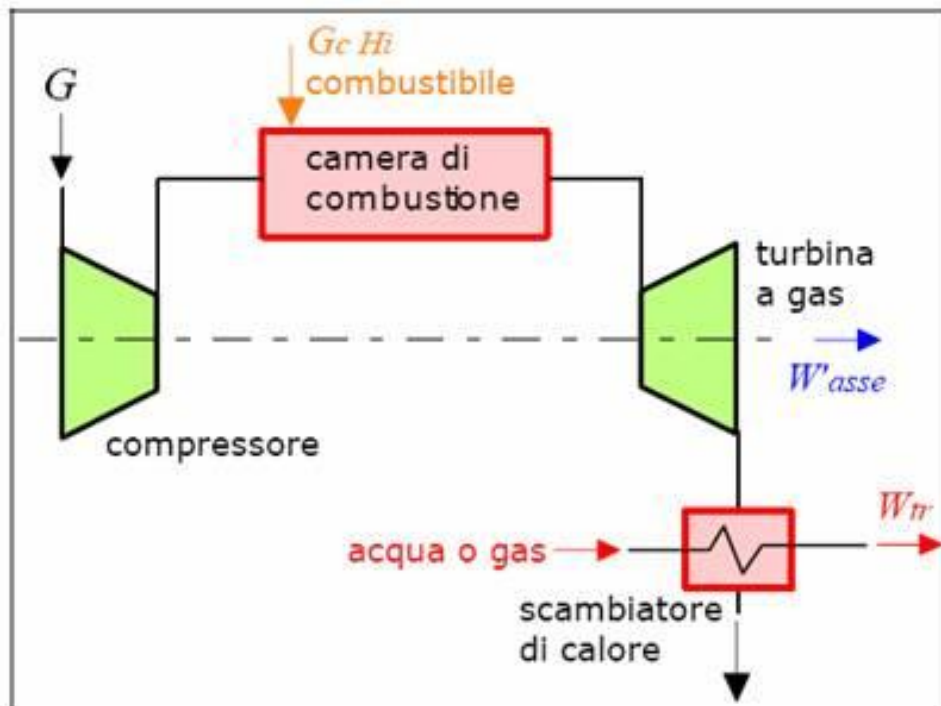 Gc Hi
combustibile
G
camera di
combustione
turbina
a gas
W'asse
compressore
Wtr
acqua o gas
scambiatore
di calore